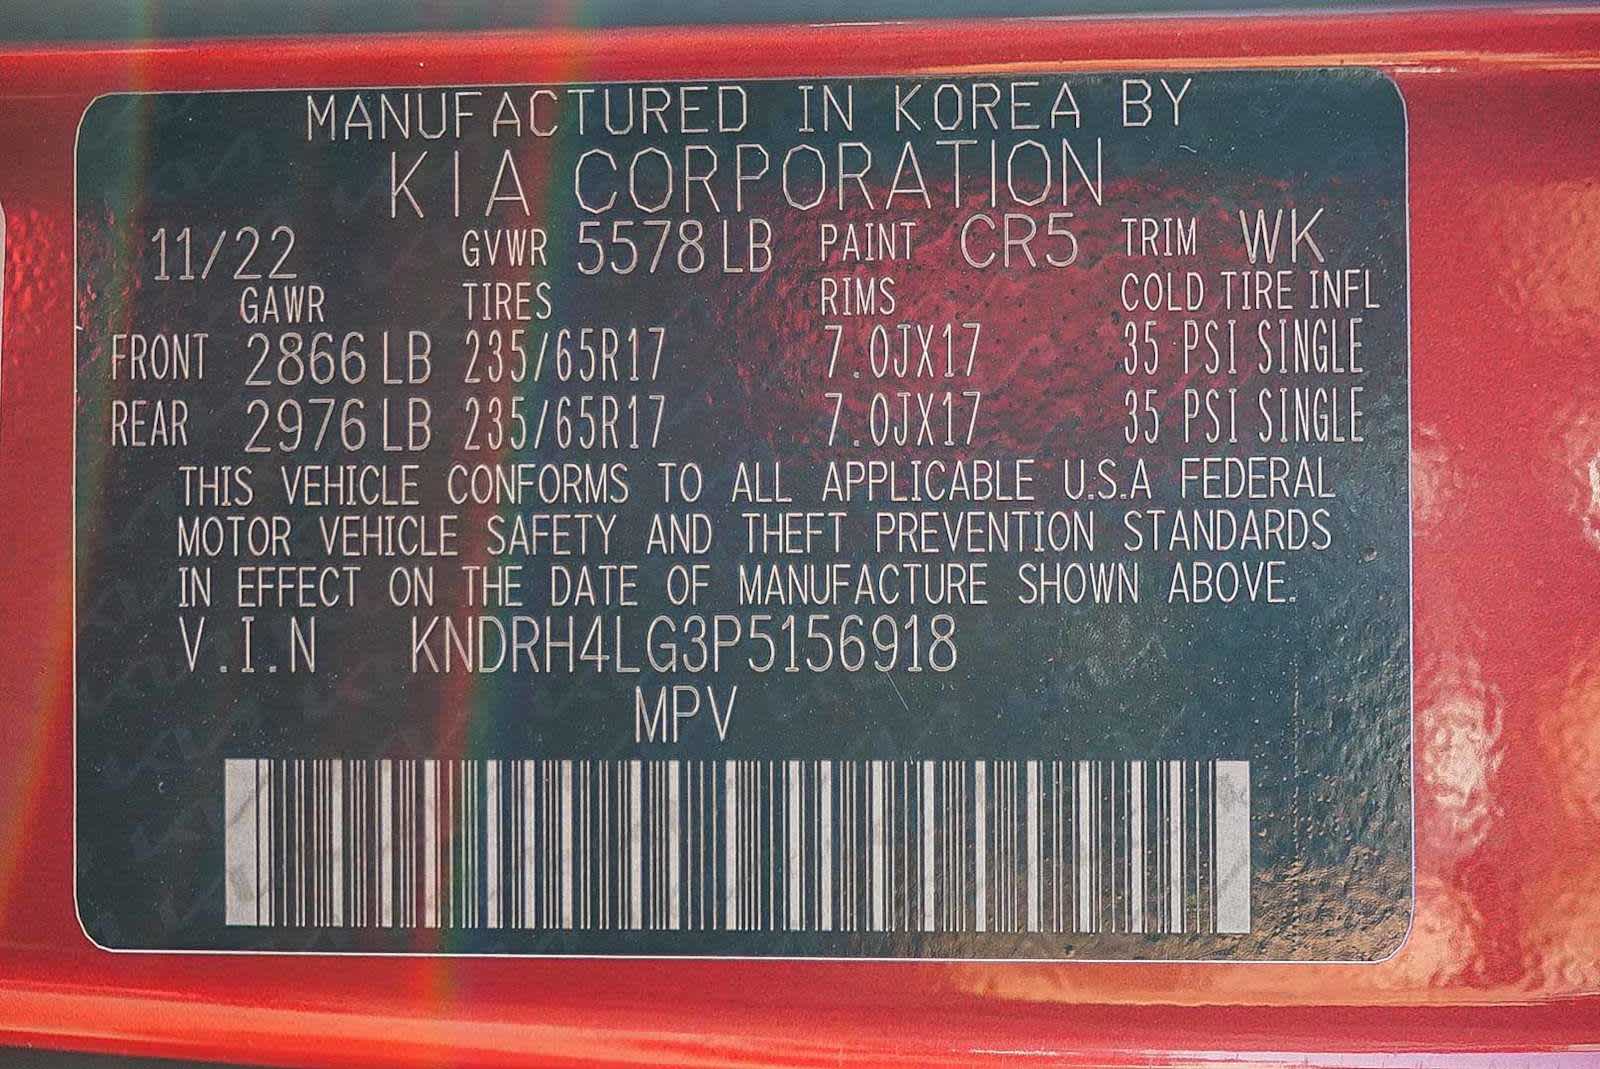 MANUFACTURED IN KOREA BY
KIA CORPORATION
11/22 GVWR 5578 LB PAINT CR5 TRIM WK
GAWR TIRES RIMS COLD TIRE INFL
FRONT 2866 LB 235/65R17 7.0JX17 35 PSI SINGLE
REAR 2976 LB 235/65R17 7.0JX17 35 PSI SINGLE
THIS VEHICLE CONFORMS TO ALL APPLICABLE U.S.A FEDERAL
MOTOR VEHICLE SAFETY AND THEFT PREVENTION STANDARDS
IN EFFECT ON THE DATE OF MANUFACTURE SHOWN ABOVE.
V.I.N KNDRH4LG3P5156918
MPV